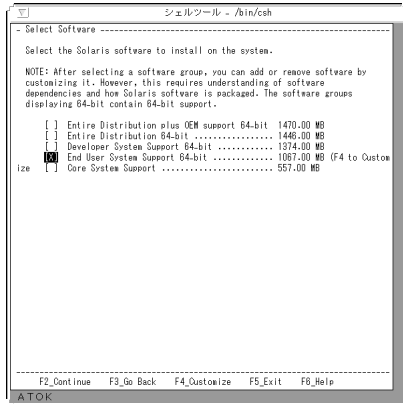 シェルツール - /bin/csh
- Select Software --------------------------------------------------------------
Select the Solaris software to install on the system.
NOTE: After selecting a software group, you can add or remove software by
customizing it. However, this requires understanding of software
dependencies and how Solaris software is packaged. The software groups
displaying 64-bit contain 64-bit support.
[ ] Entire Distribution plus OEM support 64-bit 1470.00 MB
[ ] Entire Distribution 64-bit ................ 1446.00 MB
[ ] Developer System Support 64-bit ........... 1374.00 MB
[X] End User System Support 64-bit ............ 1067.00 MB (F4 to Custom
ize [ ] Core System Support ....................... 557.00 MB
--------------------------------------------------------------------------------
F2_Continue F3_Go Back F4_Customize F5_Exit F6_Help
ATOK